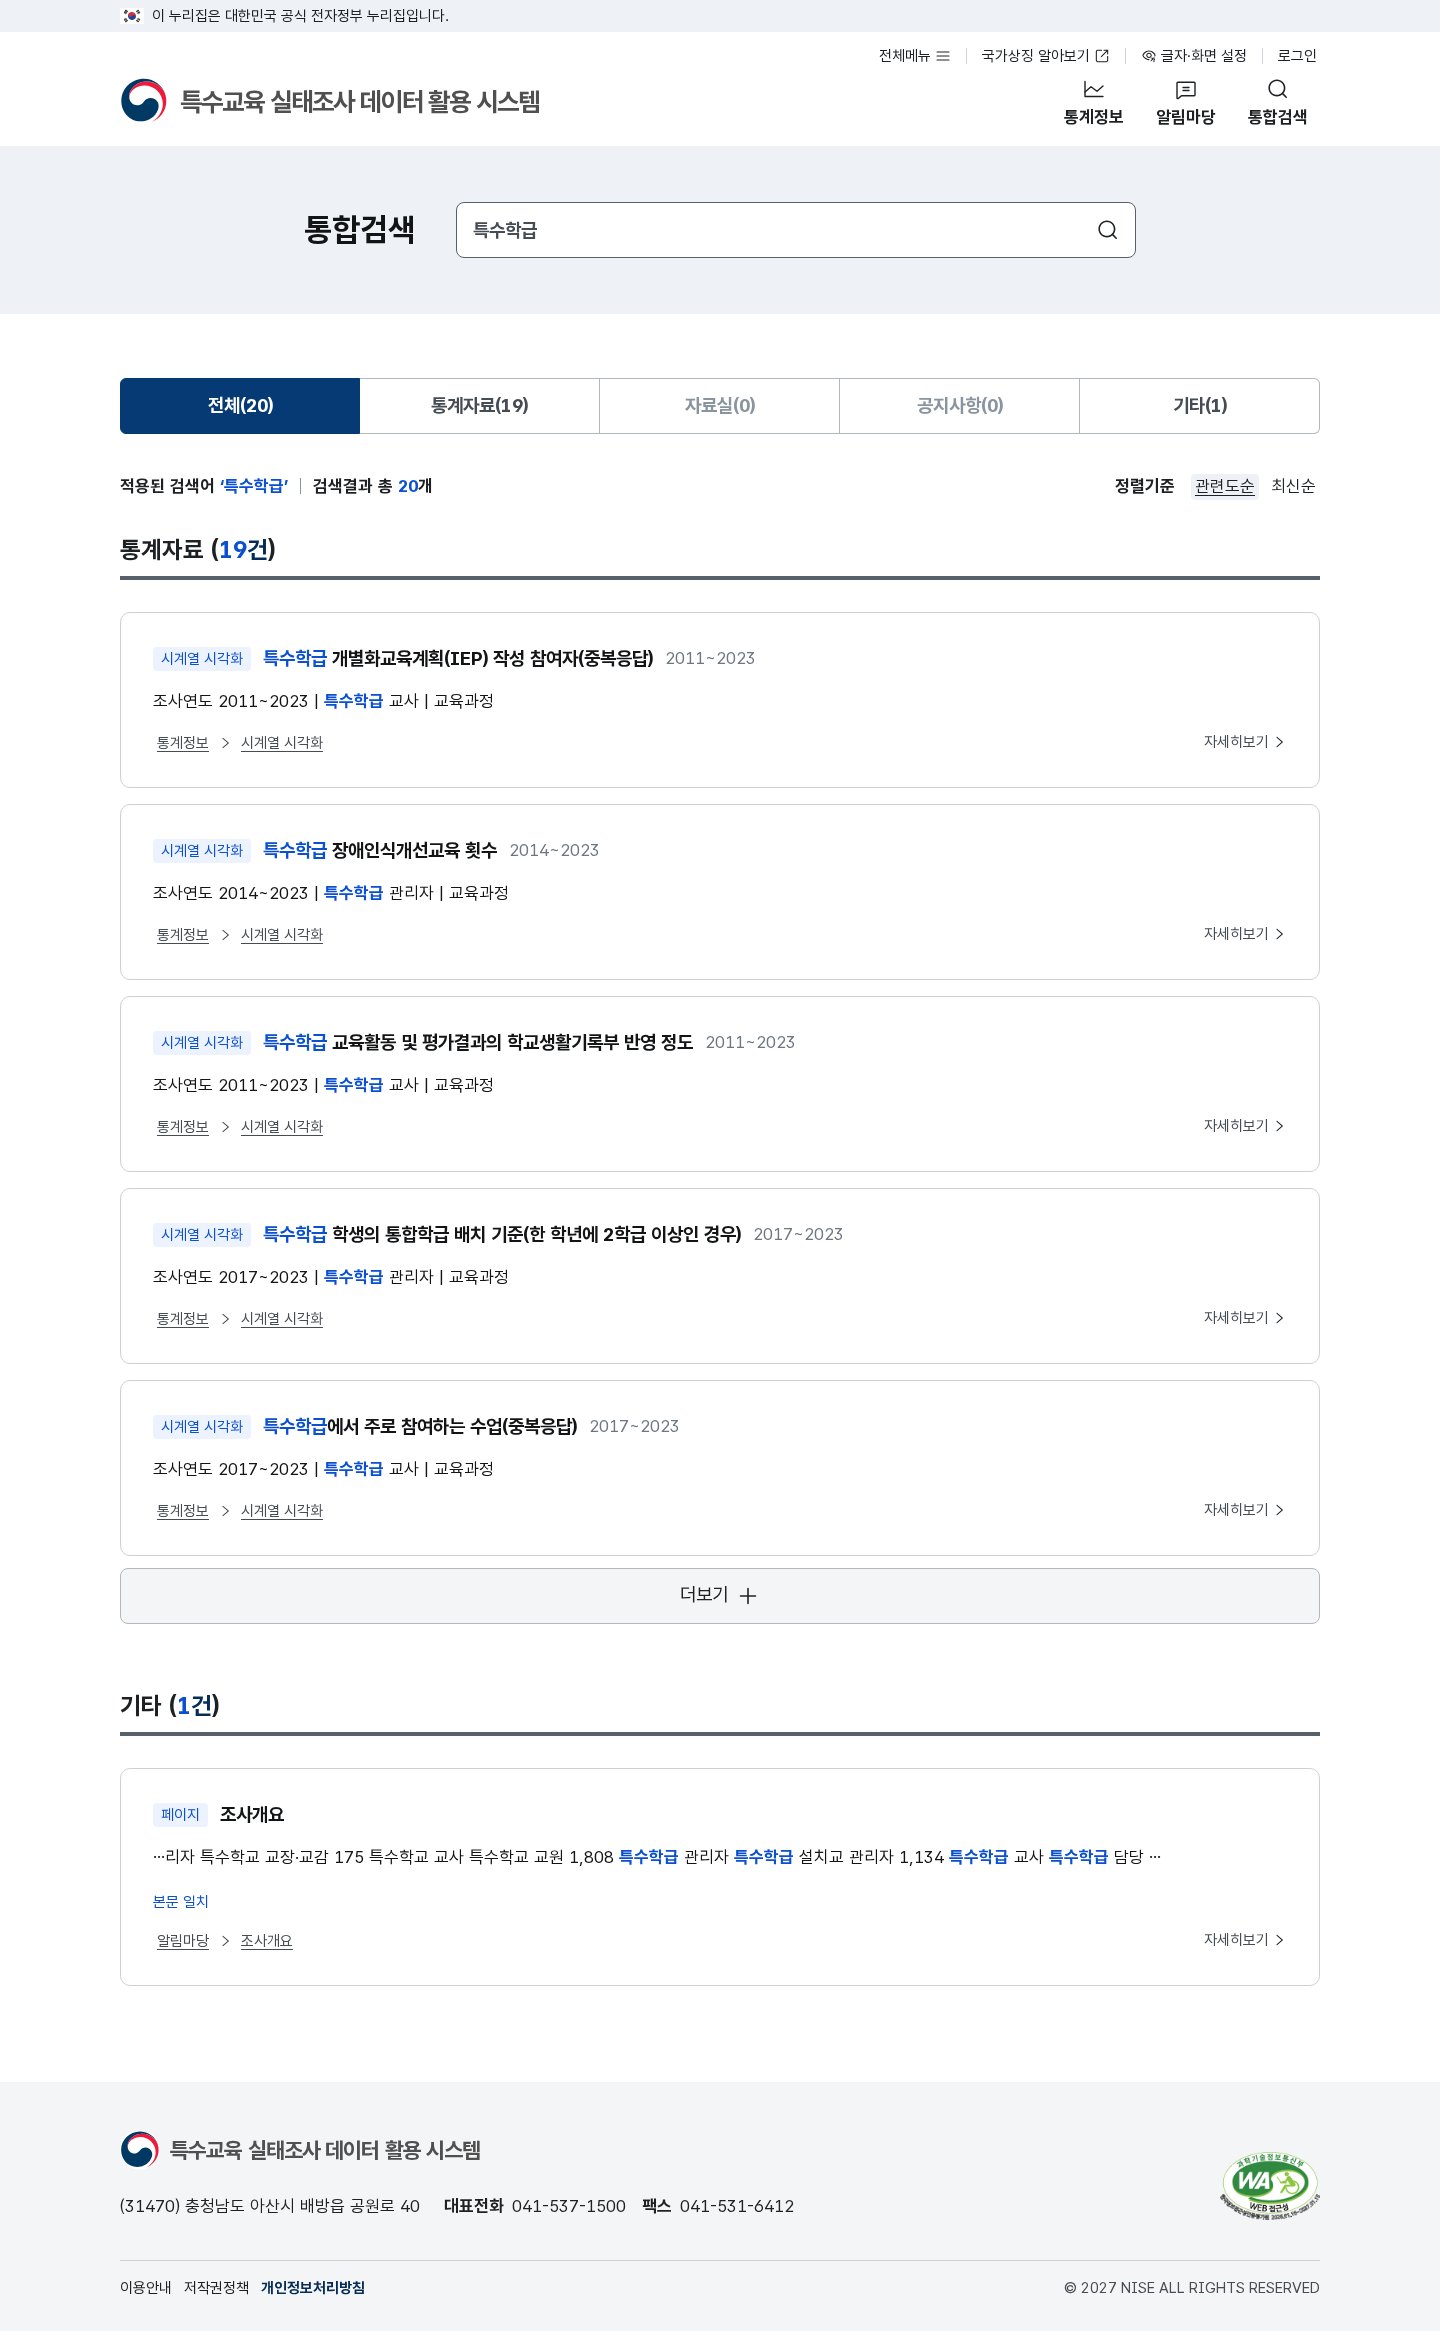 이 누리집은 대한민국 공식 전자정부 누리집입니다.
전체메뉴
국가상징 알아보기
글자·화면 설정
로그인
특수교육 실태조사 데이터 활용 시스템
통계정보
알림마당
통합검색
통합검색
특수학급
전체(20)
통계자료(19)
자료실(0)
공지사항(0)
기타(1)
적용된 검색어 ‘특수학급’
검색결과 총 20개
정렬기준
관련도순
최신순
통계자료 (19건)
시계열 시각화 특수학급 개별화교육계획(IEP) 작성 참여자(중복응답) 2011~2023
조사연도 2011~2023 | 특수학급 교사 | 교육과정
통계정보 > 시계열 시각화
자세히보기
시계열 시각화 특수학급 장애인식개선교육 횟수 2014~2023
조사연도 2014~2023 | 특수학급 관리자 | 교육과정
통계정보 > 시계열 시각화
자세히보기
시계열 시각화 특수학급 교육활동 및 평가결과의 학교생활기록부 반영 정도 2011~2023
조사연도 2011~2023 | 특수학급 교사 | 교육과정
통계정보 > 시계열 시각화
자세히보기
시계열 시각화 특수학급 학생의 통합학급 배치 기준(한 학년에 2학급 이상인 경우) 2017~2023
조사연도 2017~2023 | 특수학급 관리자 | 교육과정
통계정보 > 시계열 시각화
자세히보기
시계열 시각화 특수학급에서 주로 참여하는 수업(중복응답) 2017~2023
조사연도 2017~2023 | 특수학급 교사 | 교육과정
통계정보 > 시계열 시각화
자세히보기
더보기
기타 (1건)
페이지 조사개요
…리자 특수학교 교장·교감 175 특수학교 교사 특수학교 교원 1,808 특수학급 관리자 특수학급 설치교 관리자 1,134 특수학급 교사 특수학급 담당 …
본문 일치
알림마당 > 조사개요
자세히보기
특수교육 실태조사 데이터 활용 시스템
(31470) 충청남도 아산시 배방읍 공원로 40 대표전화 041-537-1500 팩스 041-531-6412
과학기술정보통신부
WA
WEB 접근성
이용안내 저작권정책 개인정보처리방침
© 2027 NISE ALL RIGHTS RESERVED